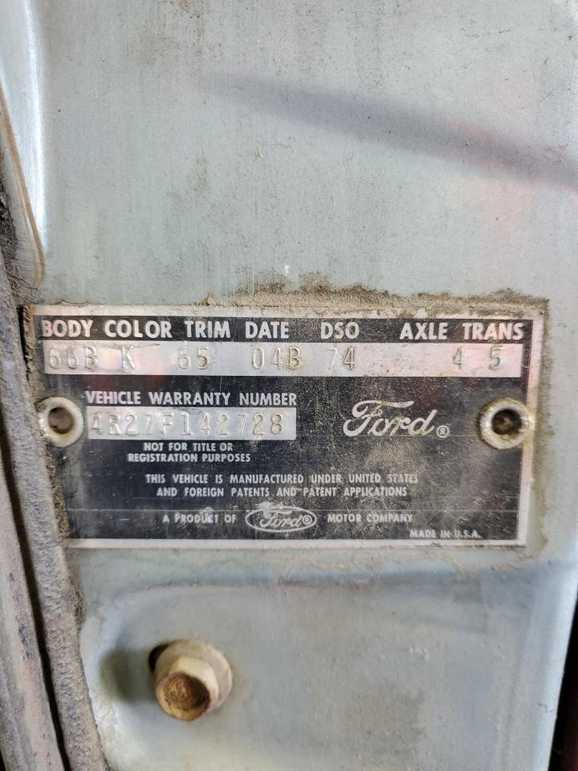 BODY COLOR TRIM DATE DSO AXLE TRANS
66B K 65 04B 74 4 5
VEHICLE WARRANTY NUMBER
4R27F142728
Ford®
NOT FOR TITLE OR
REGISTRATION PURPOSES
THIS VEHICLE IS MANUFACTURED UNDER UNITED STATES
AND FOREIGN PATENTS AND PATENT APPLICATIONS
A PRODUCT OF Ford® MOTOR COMPANY
MADE IN U.S.A.